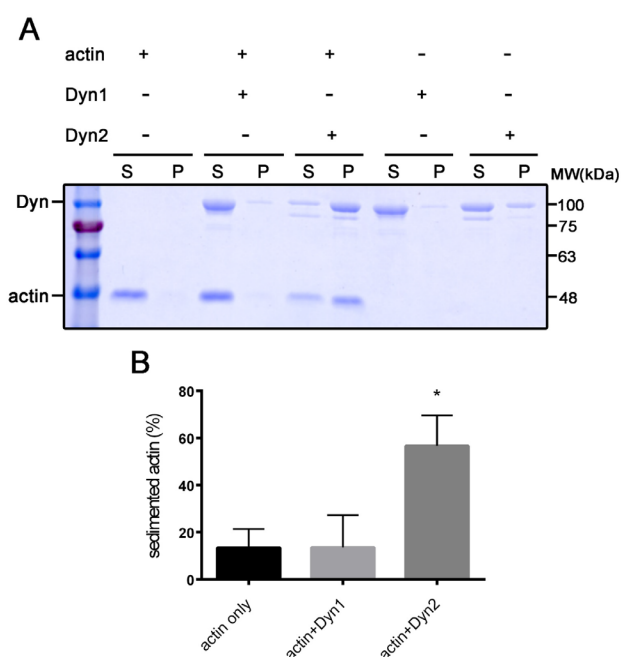 A
actin + + + - -
Dyn1 - + - + -
Dyn2 - - + - +
S P S P S P S P S P MW(kDa)
Dyn 100
75
63
actin 48
B
80
60
40
20
0
*
sedimented actin (%)
actin only actin+Dyn1 actin+Dyn2